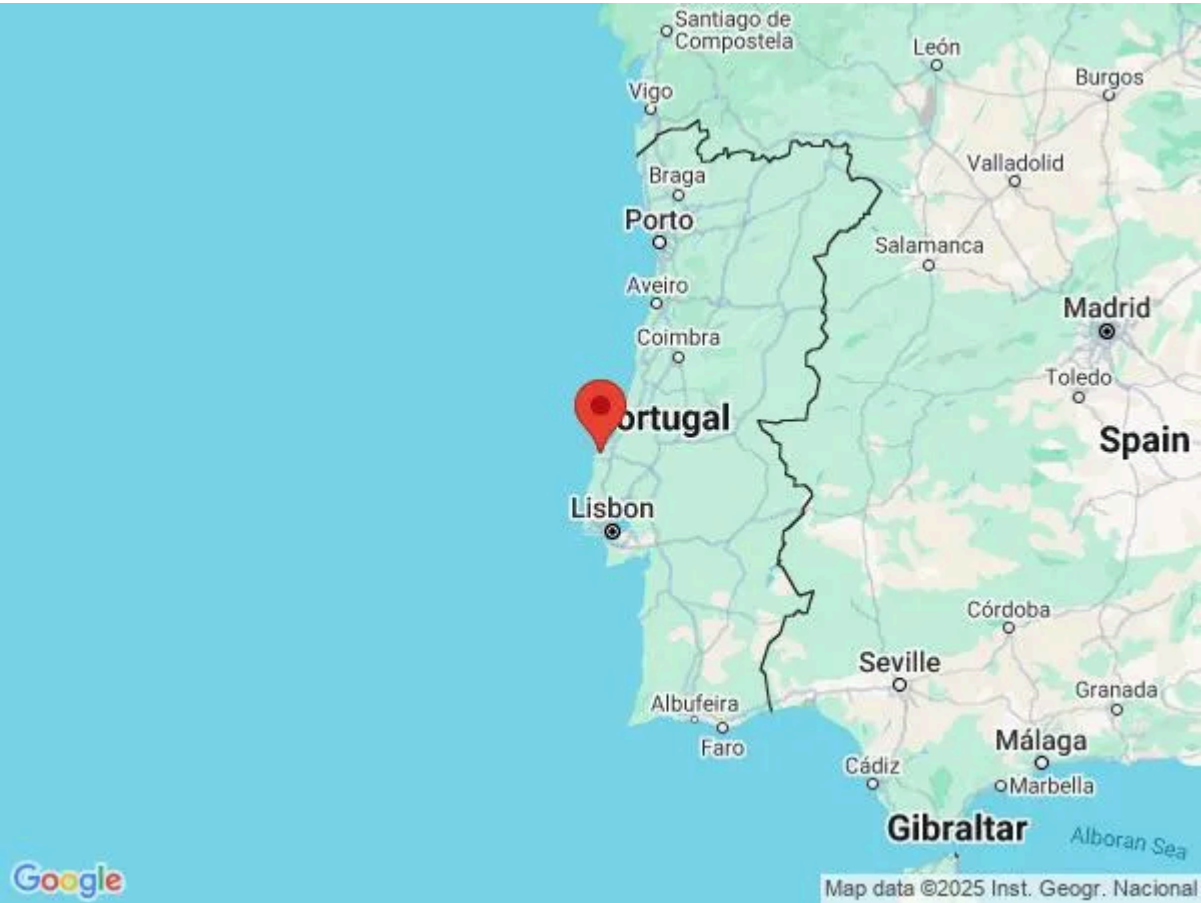 Santiago de
Compostela
León
Burgos
Vigo
Valladolid
Braga
Porto
Salamanca
Aveiro
Madrid
Coimbra
Toledo
ortugal
Spain
Lisbon
Córdoba
Seville
Granada
Albufeira
Faro
Málaga
Cádiz
Marbella
Gibraltar
Alboran Sea
Google
Map data ©2025 Inst. Geogr. Nacional